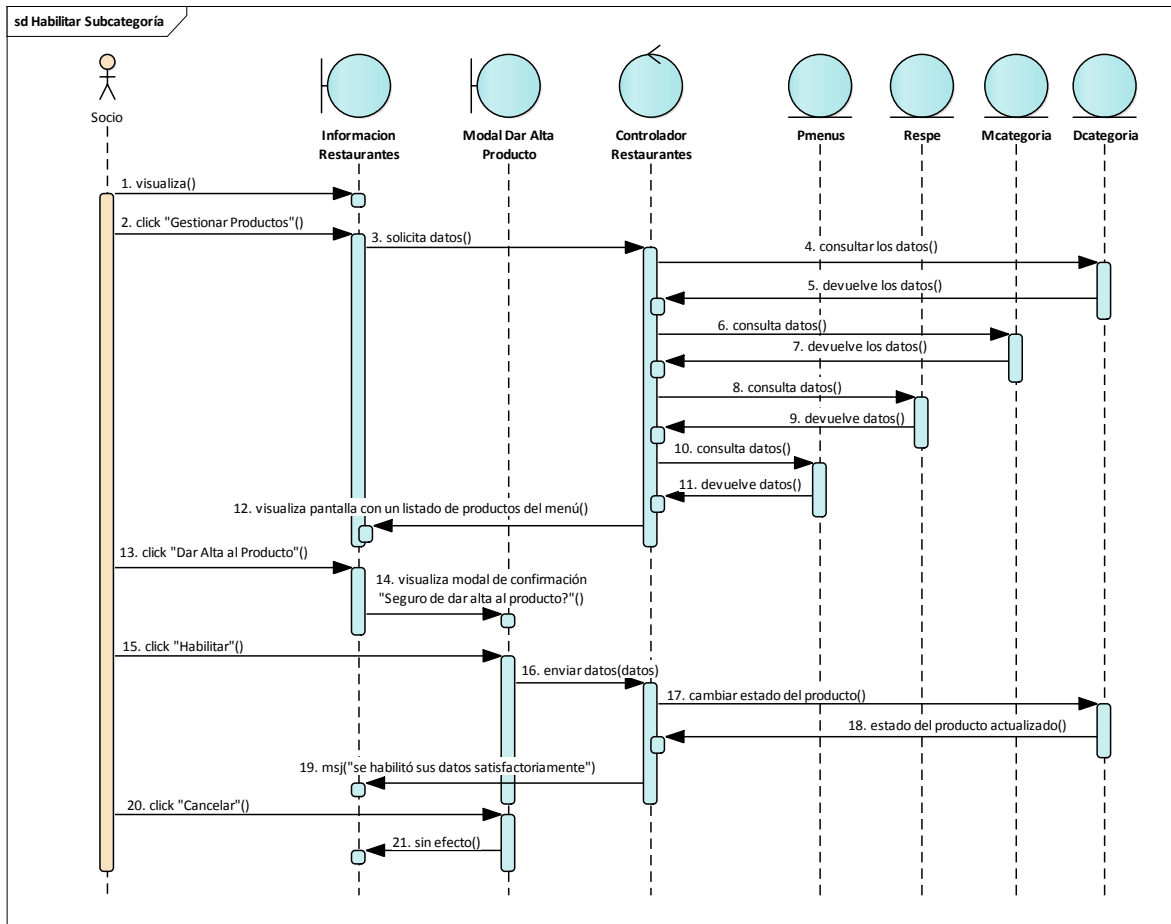 sd Habilitar Subcategoría
Socio
Informacion
Restaurantes
Modal Dar Alta
Producto
Controlador
Restaurantes
Pmenus
Respe
Mcategoria
Dcategoria
1. visualiza()
2. click "Gestionar Productos"()
3. solicita datos()
4. consultar los datos()
5. devuelve los datos()
6. consulta datos()
7. devuelve los datos()
8. consulta datos()
9. devuelve datos()
10. consulta datos()
11. devuelve datos()
12. visualiza pantalla con un listado de productos del menú()
13. click "Dar Alta al Producto"()
14. visualiza modal de confirmación
"Seguro de dar alta al producto?"()
15. click "Habilitar"()
16. enviar datos(datos)
17. cambiar estado del producto()
18. estado del producto actualizado()
19. msj("se habilitó sus datos satisfactoriamente")
20. click "Cancelar"()
21. sin efecto()